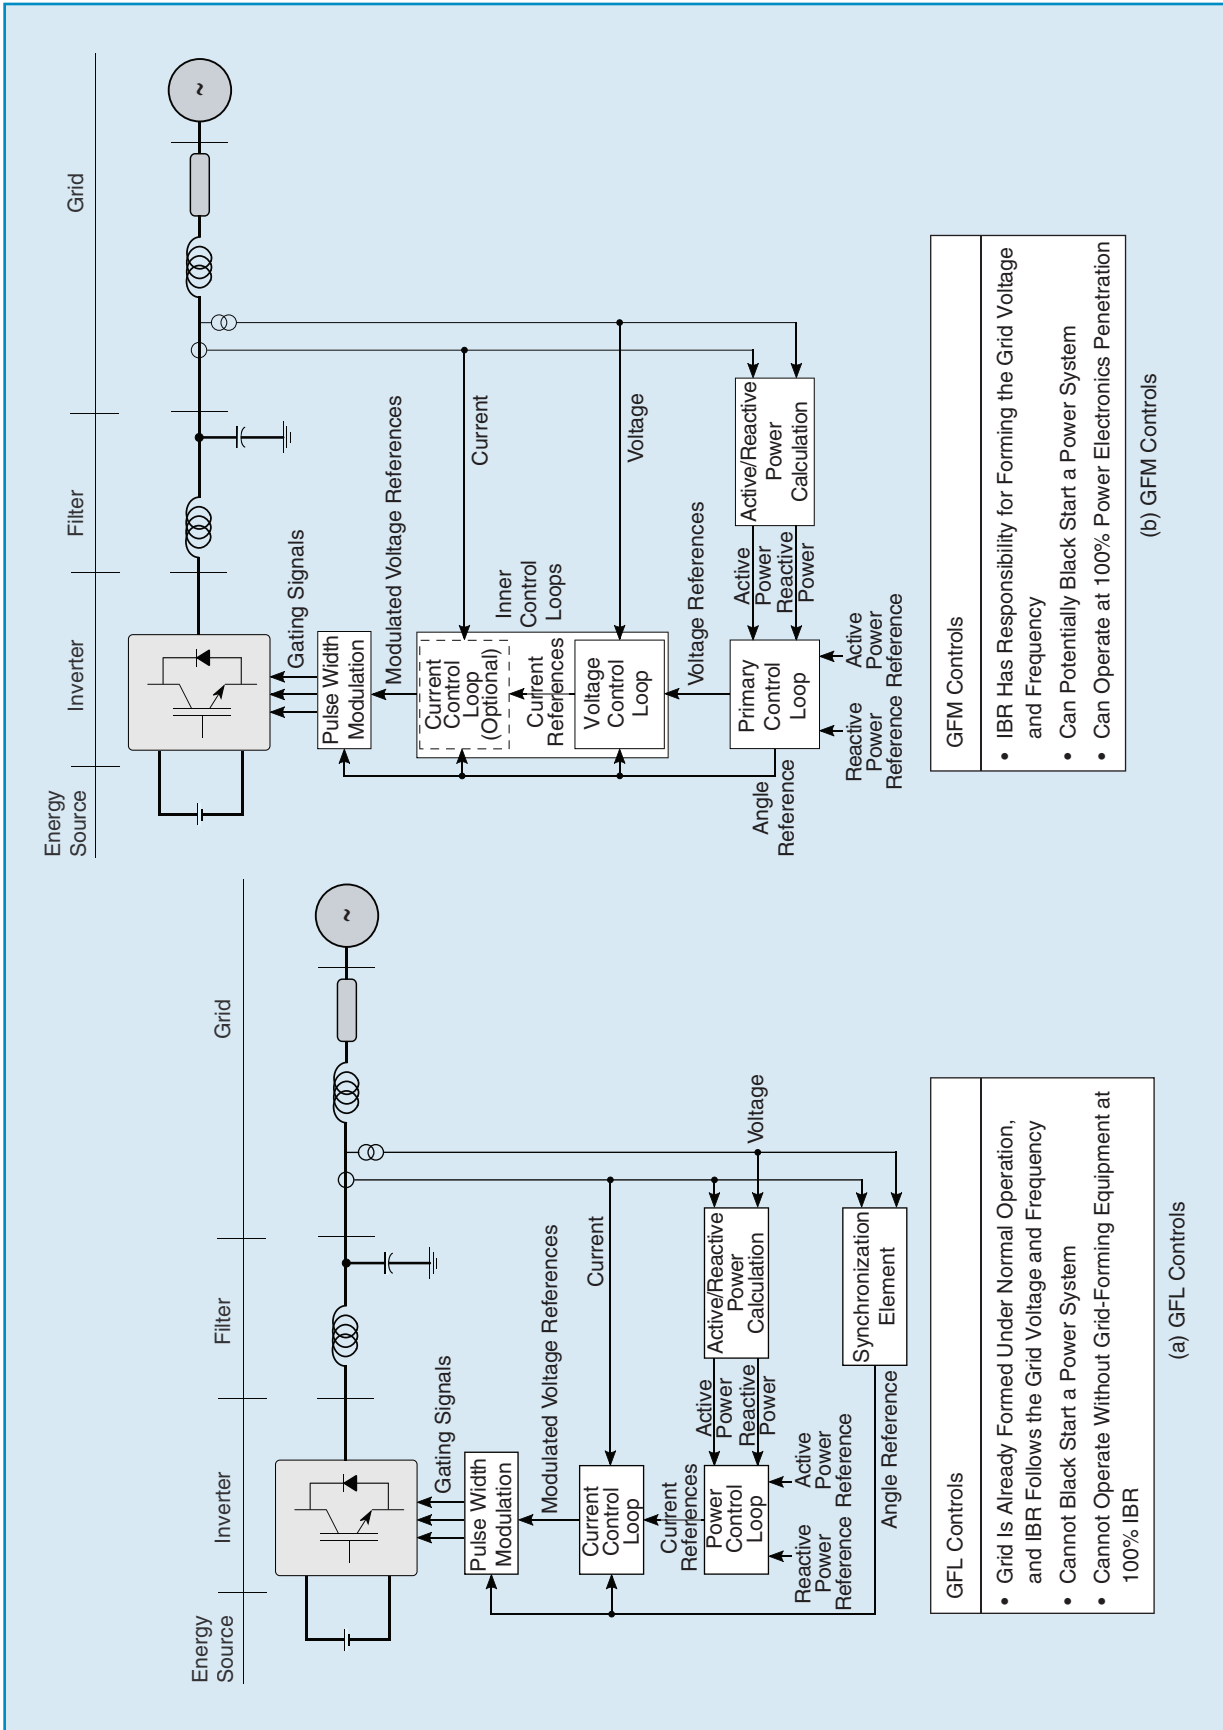 Energy
Source
Inverter
Filter
Grid
~
Gating Signals
Pulse Width
Modulation
Modulated Voltage References
Current
Current
Control
Loop
Current
References
Power
Control
Loop
Active
Power
Reactive
Power
Active/Reactive
Power
Calculation
Voltage
Reactive
Power
Reference
Active
Power
Reference
Angle Reference
Synchronization
Element
GFL Controls
• Grid Is Already Formed Under Normal Operation,
and IBR Follows the Grid Voltage and Frequency
• Cannot Black Start a Power System
• Cannot Operate Without Grid-Forming Equipment at
100% IBR
(a) GFL Controls
Energy
Source
Inverter
Filter
Grid
~
Gating Signals
Pulse Width
Modulation
Modulated Voltage References
Current
Current
Control
Loop
(Optional)
Inner
Control
Loops
Current
References
Voltage
Control
Loop
Voltage
Voltage References
Primary
Control
Loop
Active
Power
Reactive
Power
Active/Reactive
Power
Calculation
Angle
Reference
Reactive
Power
Reference
Active
Power
Reference
GFM Controls
• IBR Has Responsibility for Forming the Grid Voltage
and Frequency
• Can Potentially Black Start a Power System
• Can Operate at 100% Power Electronics Penetration
(b) GFM Controls